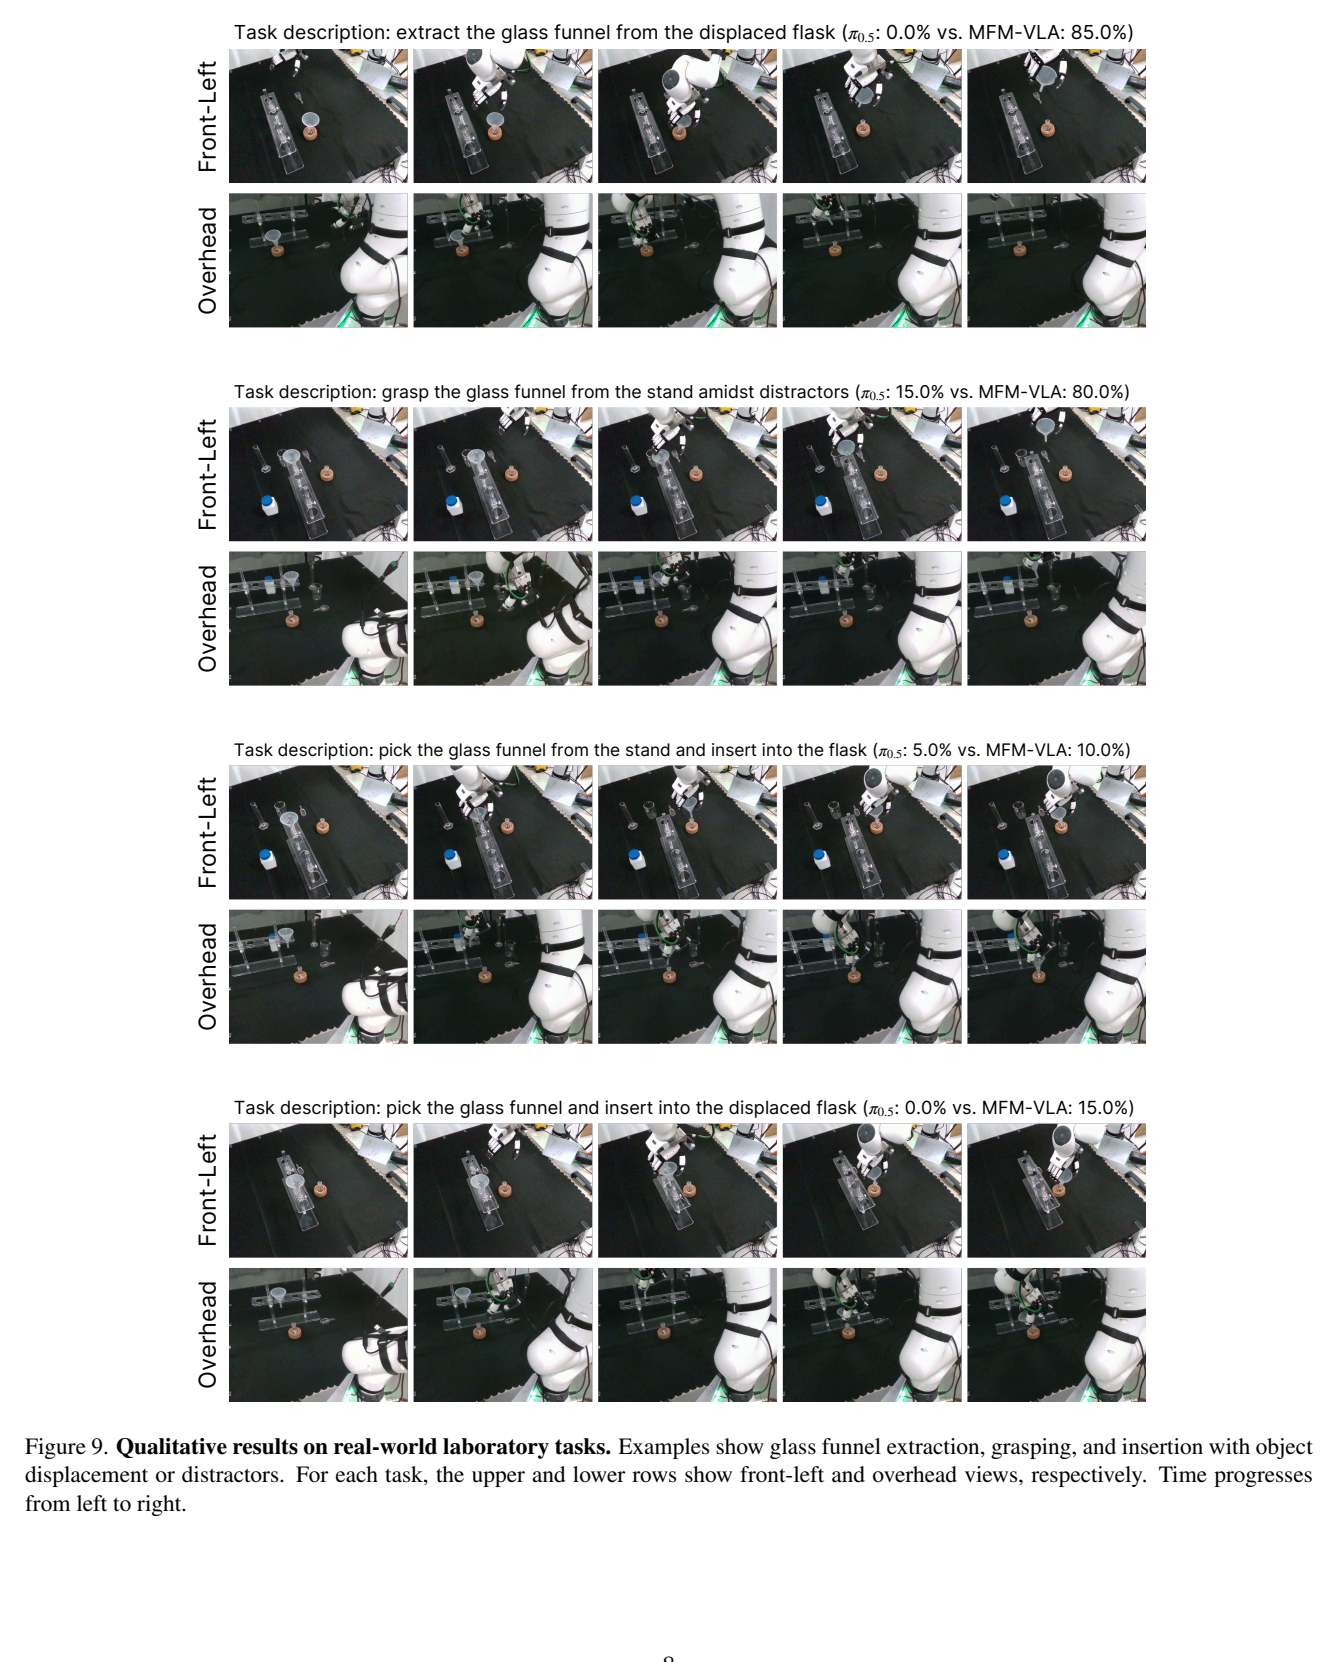 Task description: extract the glass funnel from the displaced flask (π0.5: 0.0% vs. MFM-VLA: 85.0%)
Front-Left
Overhead
Task description: grasp the glass funnel from the stand amidst distractors (π0.5: 15.0% vs. MFM-VLA: 80.0%)
Front-Left
Overhead
Task description: pick the glass funnel from the stand and insert into the flask (π0.5: 5.0% vs. MFM-VLA: 10.0%)
Front-Left
Overhead
Task description: pick the glass funnel and insert into the displaced flask (π0.5: 0.0% vs. MFM-VLA: 15.0%)
Front-Left
Overhead
Figure 9. Qualitative results on real-world laboratory tasks. Examples show glass funnel extraction, grasping, and insertion with object
displacement or distractors. For each task, the upper and lower rows show front-left and overhead views, respectively. Time progresses
from left to right.